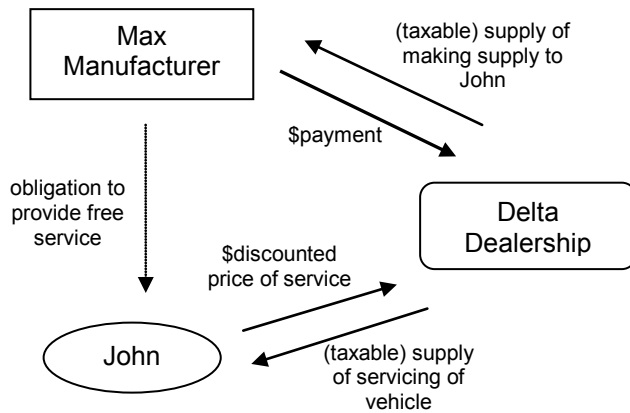 Max
Manufacturer
(taxable) supply of
making supply to
John
$payment
obligation to
provide free
service
Delta
Dealership
$discounted
price of service
John
(taxable) supply
of servicing of
vehicle